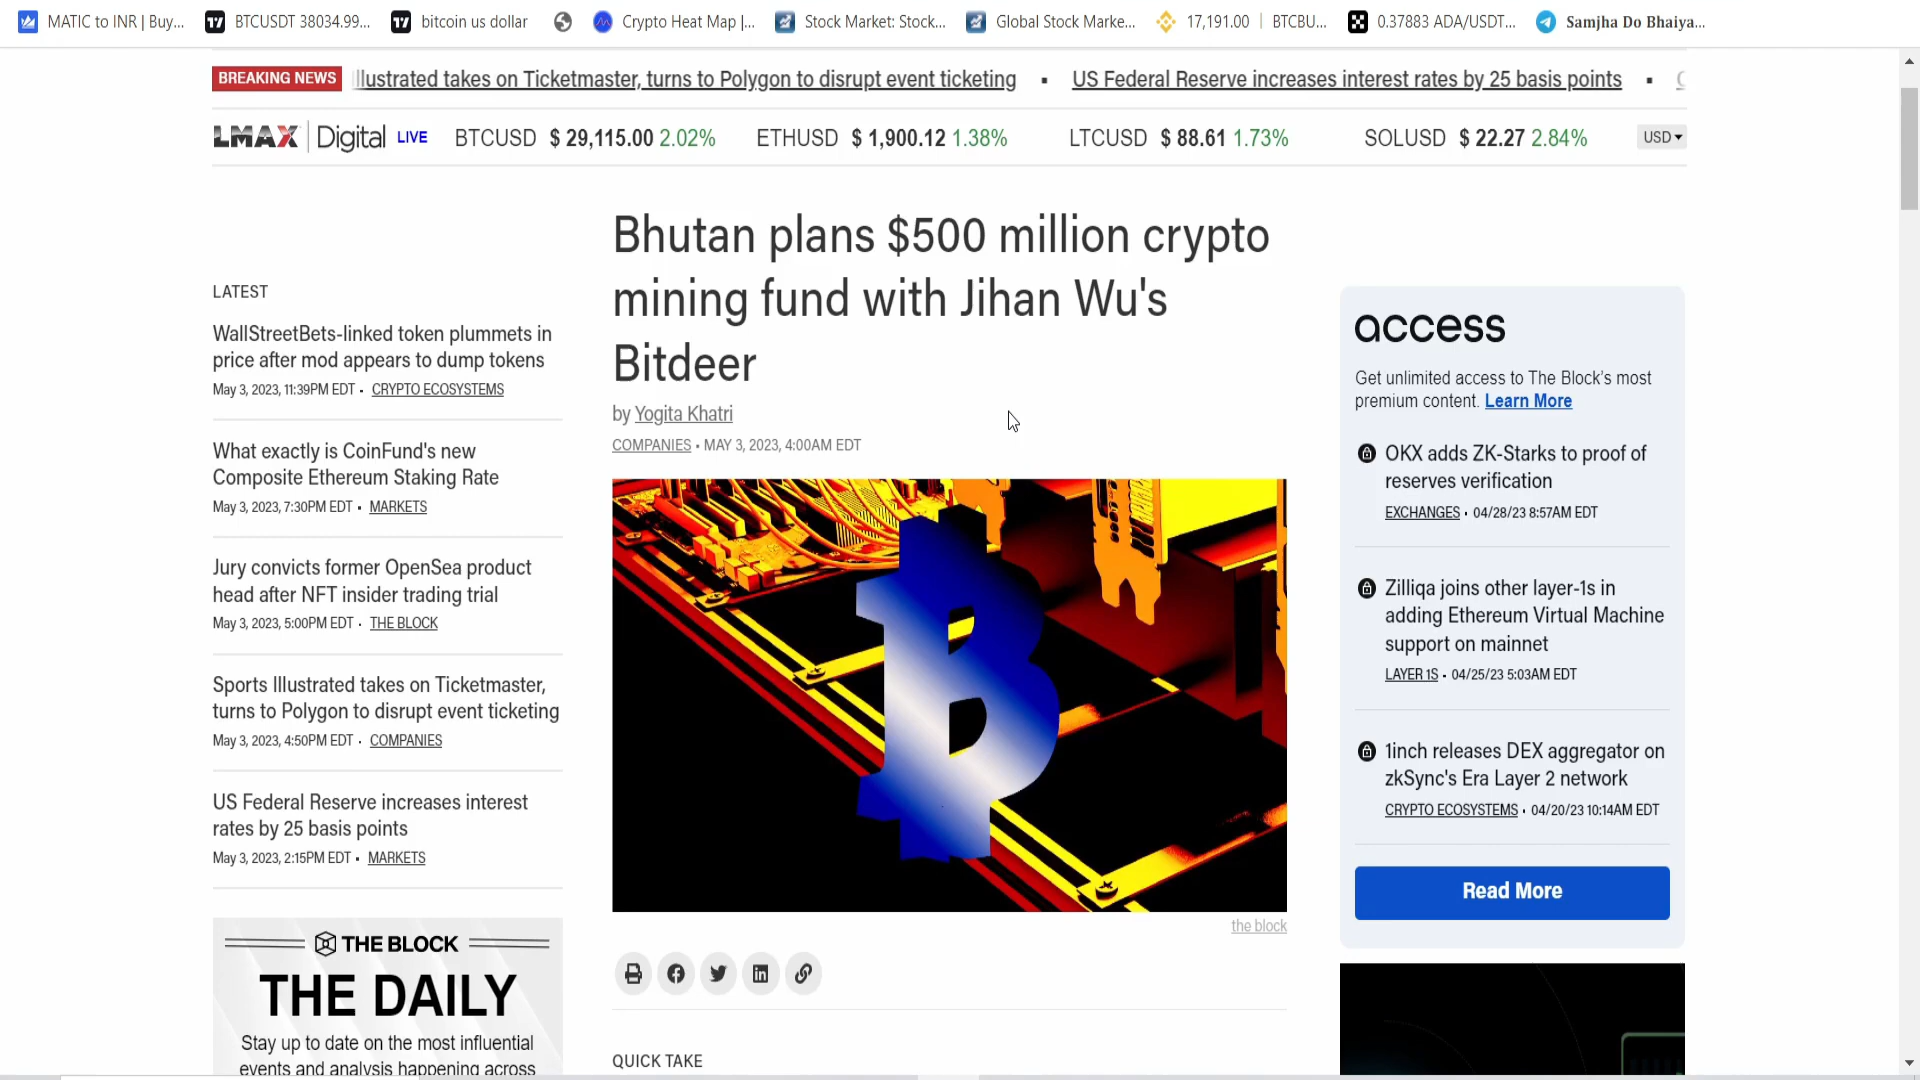 MATIC to INR | Buy...
BTCUSDT 38034.99...
bitcoin us dollar
Crypto Heat Map |...
Stock Market: Stock...
Global Stock Marke...
17,191.00 | BTCBU...
0.37883 ADA/USDT...
Samjha Do Bhaiya...
BREAKING NEWS
llustrated takes on Ticketmaster, turns to Polygon to disrupt event ticketing ▪ US Federal Reserve increases interest rates by 25 basis points ▪
LMAX Digital LIVE BTCUSD $ 29,115.00 2.02% ETHUSD $ 1,900.12 1.38% LTCUSD $ 88.61 1.73% SOLUSD $ 22.27 2.84% USD
LATEST
WallStreetBets-linked token plummets in
price after mod appears to dump tokens
May 3, 2023, 11:39PM EDT • CRYPTO ECOSYSTEMS
What exactly is CoinFund's new
Composite Ethereum Staking Rate
May 3, 2023, 7:30PM EDT • MARKETS
Jury convicts former OpenSea product
head after NFT insider trading trial
May 3, 2023, 5:00PM EDT • THE BLOCK
Sports Illustrated takes on Ticketmaster,
turns to Polygon to disrupt event ticketing
May 3, 2023, 4:50PM EDT • COMPANIES
US Federal Reserve increases interest
rates by 25 basis points
May 3, 2023, 2:15PM EDT • MARKETS
THE BLOCK
THE DAILY
Stay up to date on the most influential
events and analysis happening across
Bhutan plans $500 million crypto
mining fund with Jihan Wu's
Bitdeer
by Yogita Khatri
COMPANIES • MAY 3, 2023, 4:00AM EDT
the block
QUICK TAKE
access
Get unlimited access to The Block's most
premium content. Learn More
OKX adds ZK-Starks to proof of
reserves verification
EXCHANGES • 04/28/23 8:57AM EDT
Zilliqa joins other layer-1s in
adding Ethereum Virtual Machine
support on mainnet
LAYER 1S • 04/25/23 5:03AM EDT
1inch releases DEX aggregator on
zkSync's Era Layer 2 network
CRYPTO ECOSYSTEMS • 04/20/23 10:14AM EDT
Read More